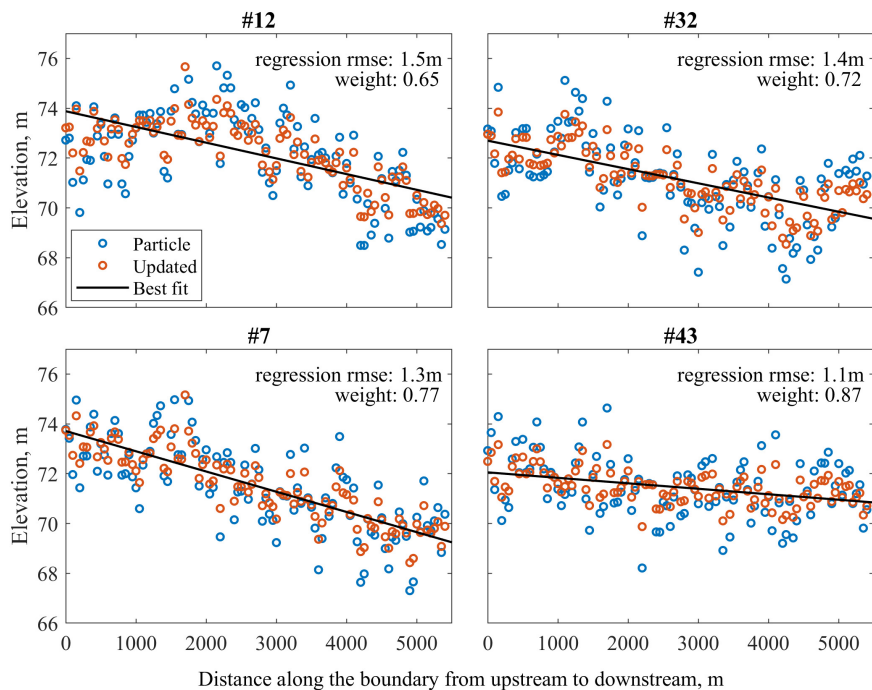 #12
regression rmse: 1.5m
weight: 0.65
76
74
72
70
68
66
Elevation, m
Particle
Updated
Best fit
#32
regression rmse: 1.4m
weight: 0.72
#7
regression rmse: 1.3m
weight: 0.77
76
74
72
70
68
66
Elevation, m
0 1000 2000 3000 4000 5000
#43
regression rmse: 1.1m
weight: 0.87
0 1000 2000 3000 4000 5000
Distance along the boundary from upstream to downstream, m